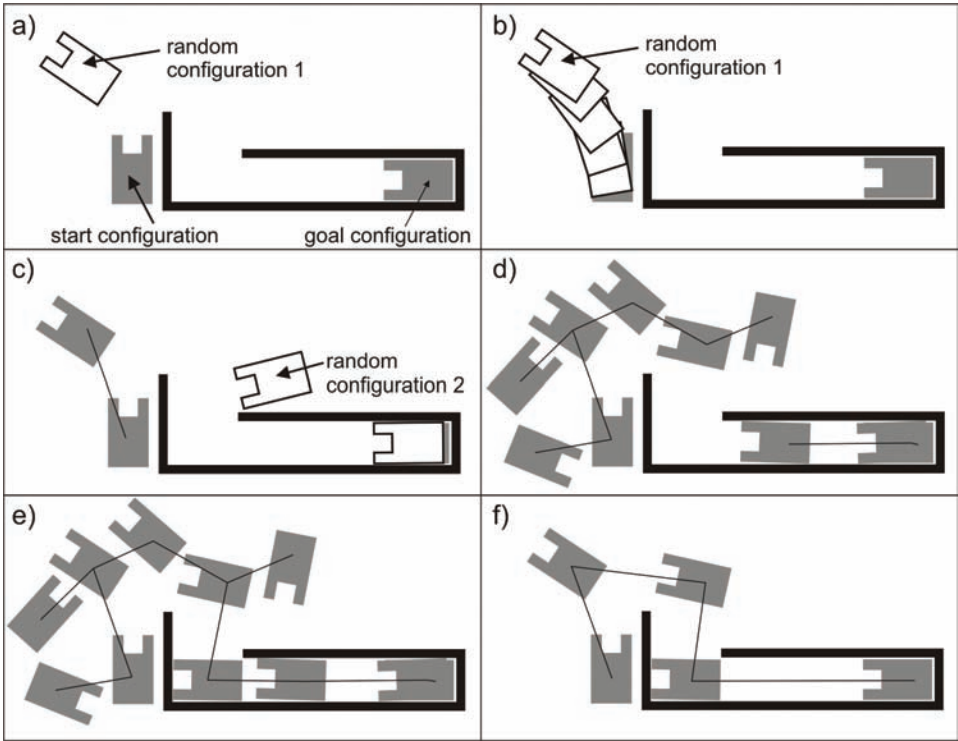 a)
random
configuration 1
start configuration
goal configuration
b)
random
configuration 1
c)
random
configuration 2
d)
e)
f)